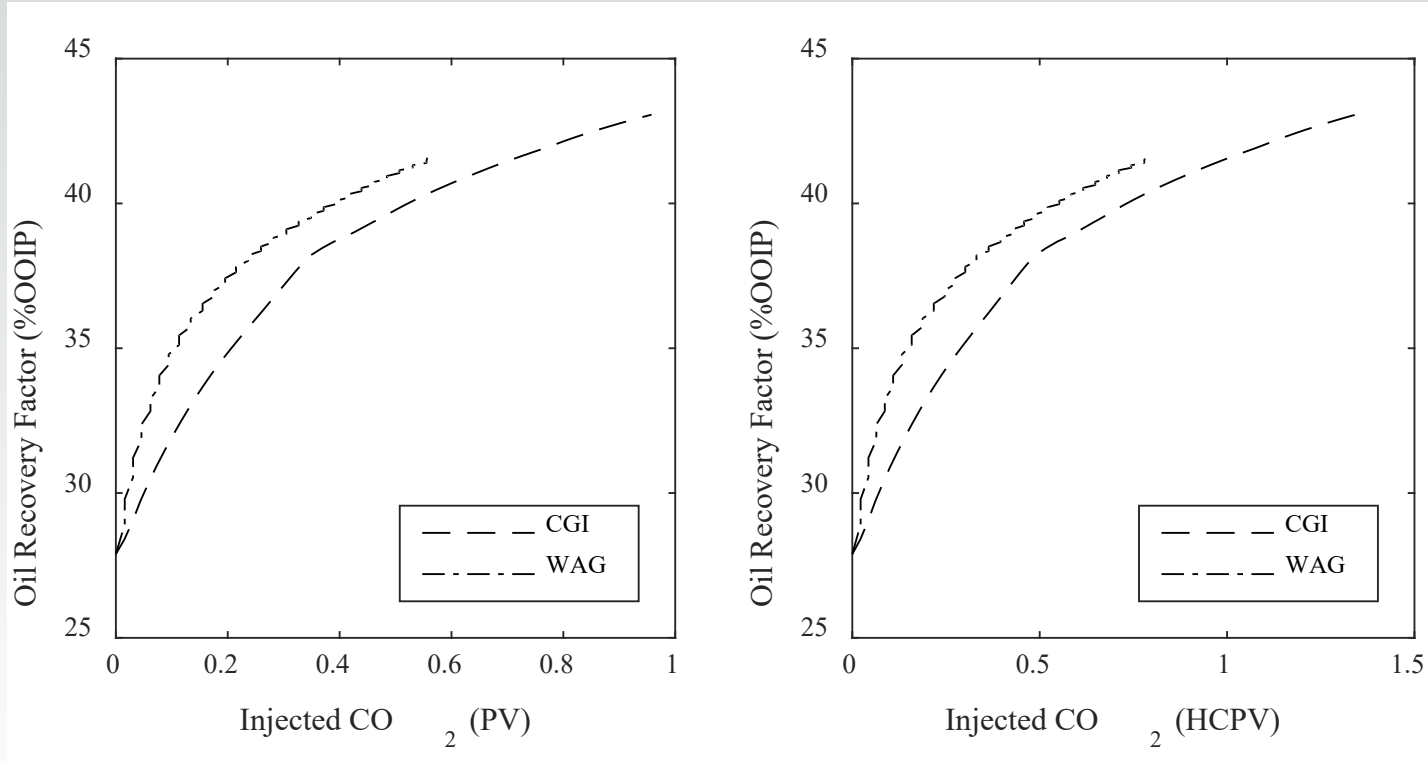 45
40
35
30
25
0 0.2 0.4 0.6 0.8 1
Oil Recovery Factor (%OOIP)
Injected CO2 (PV)
CGI
WAG
45
40
35
30
25
0 0.5 1 1.5
Oil Recovery Factor (%OOIP)
Injected CO2 (HCPV)
CGI
WAG